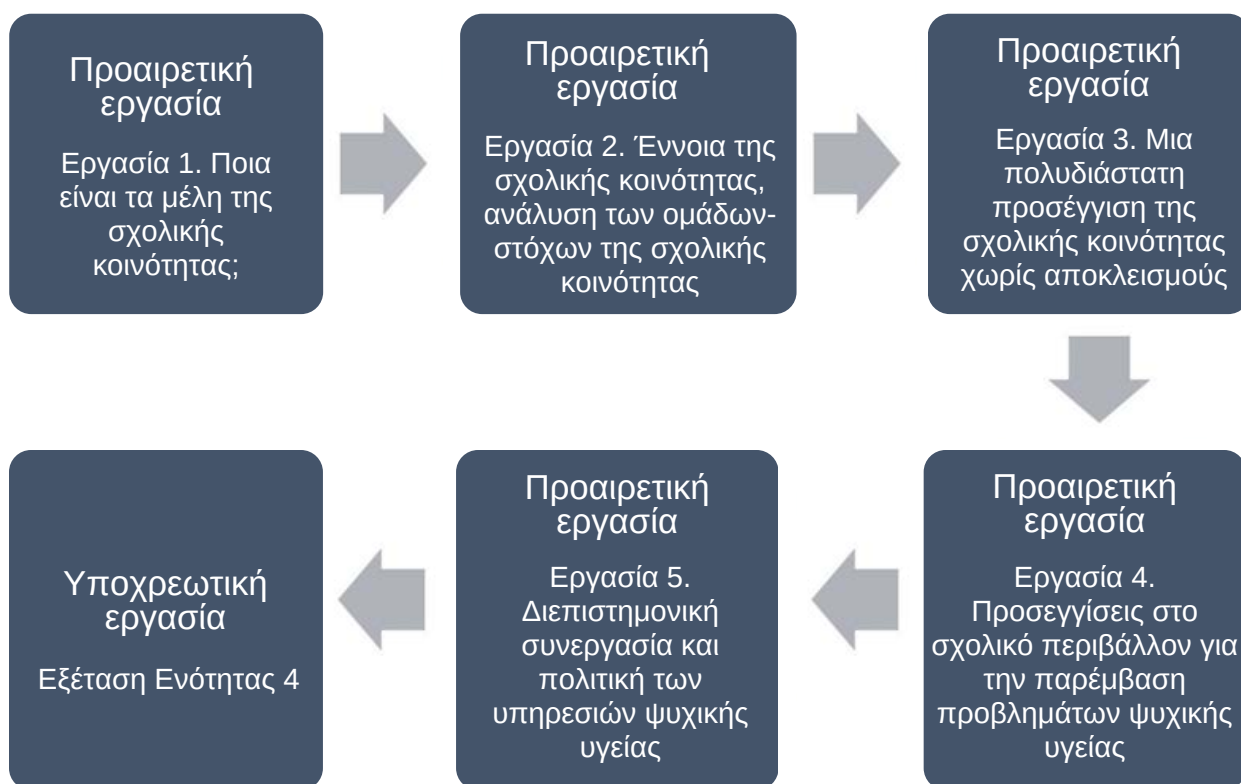 Προαιρετική
εργασία
Εργασία 1. Ποια
είναι τα μέλη της
σχολικής
κοινότητας;
Προαιρετική
εργασία
Εργασία 2. Έννοια της
σχολικής κοινότητας,
ανάλυση των ομάδων-
στόχων της σχολικής
κοινότητας
Προαιρετική
εργασία
Εργασία 3. Μια
πολυδιάστατη
προσέγγιση της
σχολικής κοινότητας
χωρίς αποκλεισμούς
Προαιρετική
εργασία
Εργασία 4.
Προσεγγίσεις στο
σχολικό περιβάλλον για
την παρέμβαση
προβλημάτων ψυχικής
υγείας
Προαιρετική
εργασία
Εργασία 5.
Διεπιστημονική
συνεργασία και
πολιτική των
υπηρεσιών ψυχικής
υγείας
Υποχρεωτική
εργασία
Εξέταση Ενότητας 4